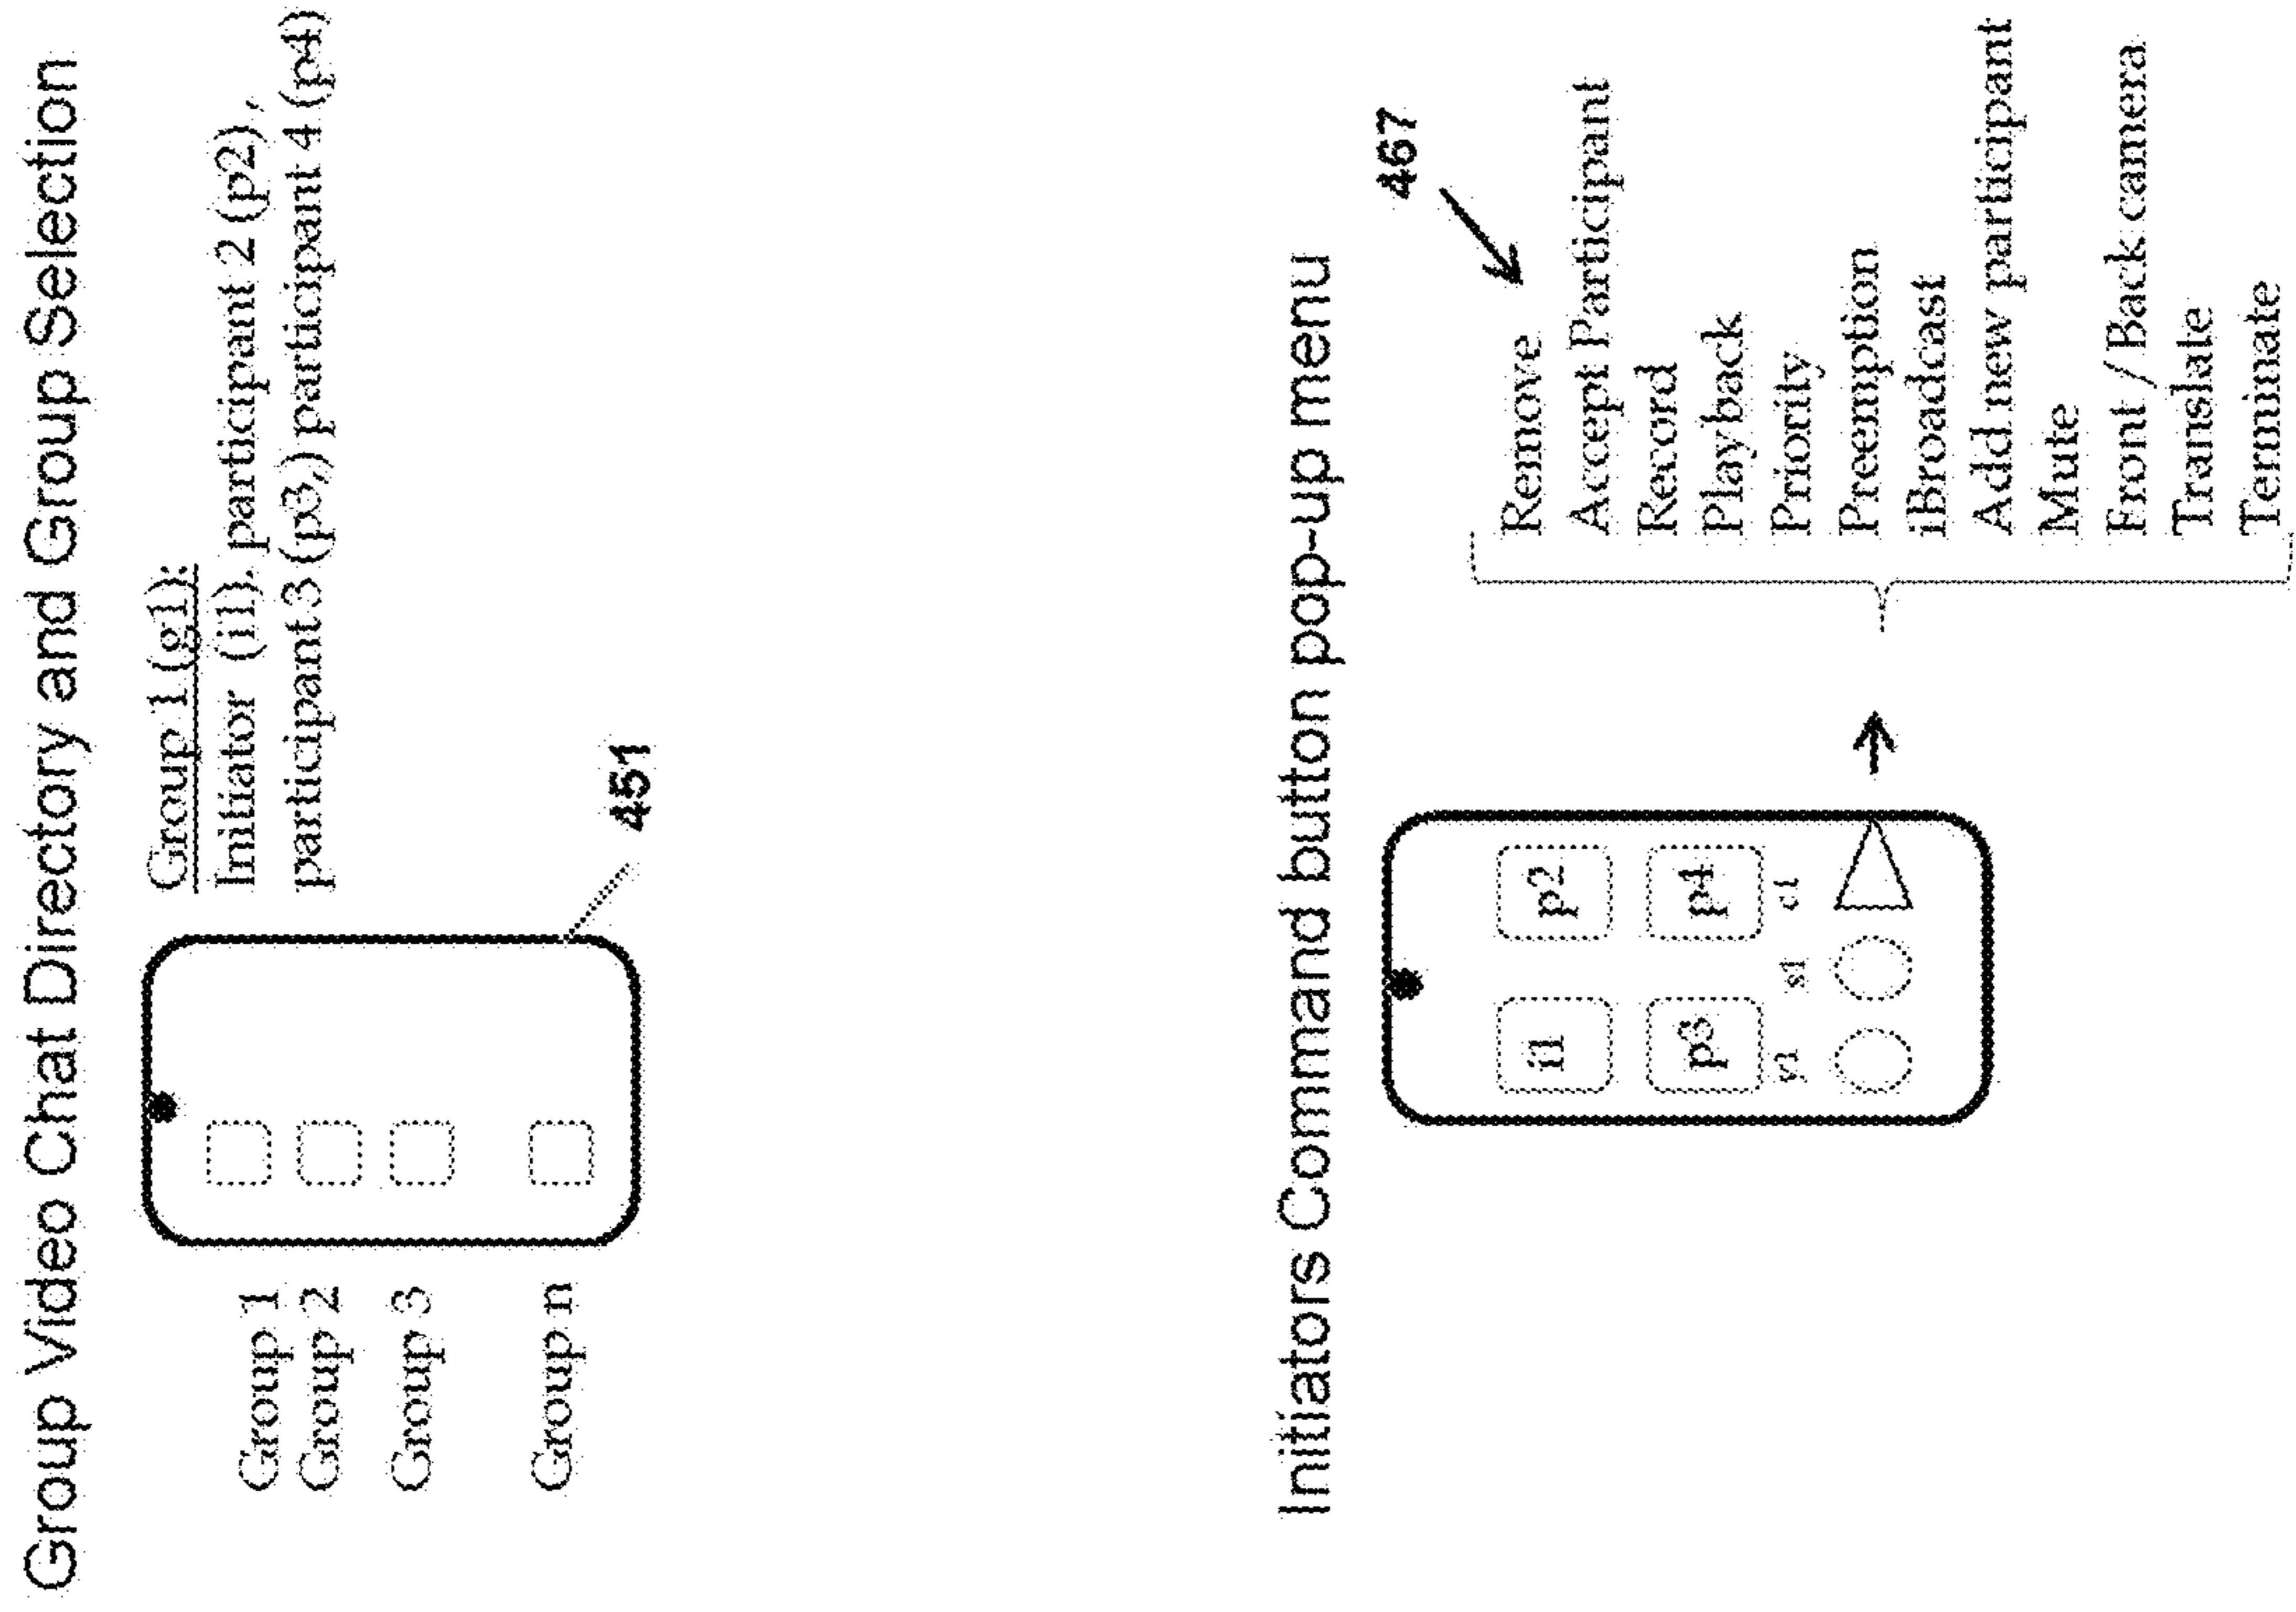 Group Video Chat Directory and Group Selection
Group 1 (g1):
Initiator (i1), participant 2 (p2),
participant 3 (p3,) participant 4 (p4)
Group 1
Group 2
Group 3
Group n
451
Initiators Command button pop-up menu
467
i1
p2
p3
p4
s1
c1
Remove
Accept Participant
Record
Playback
Priority
Preemption
iBroadcast
Add new participant
Mute
Front / Back camera
Translate
Terminate